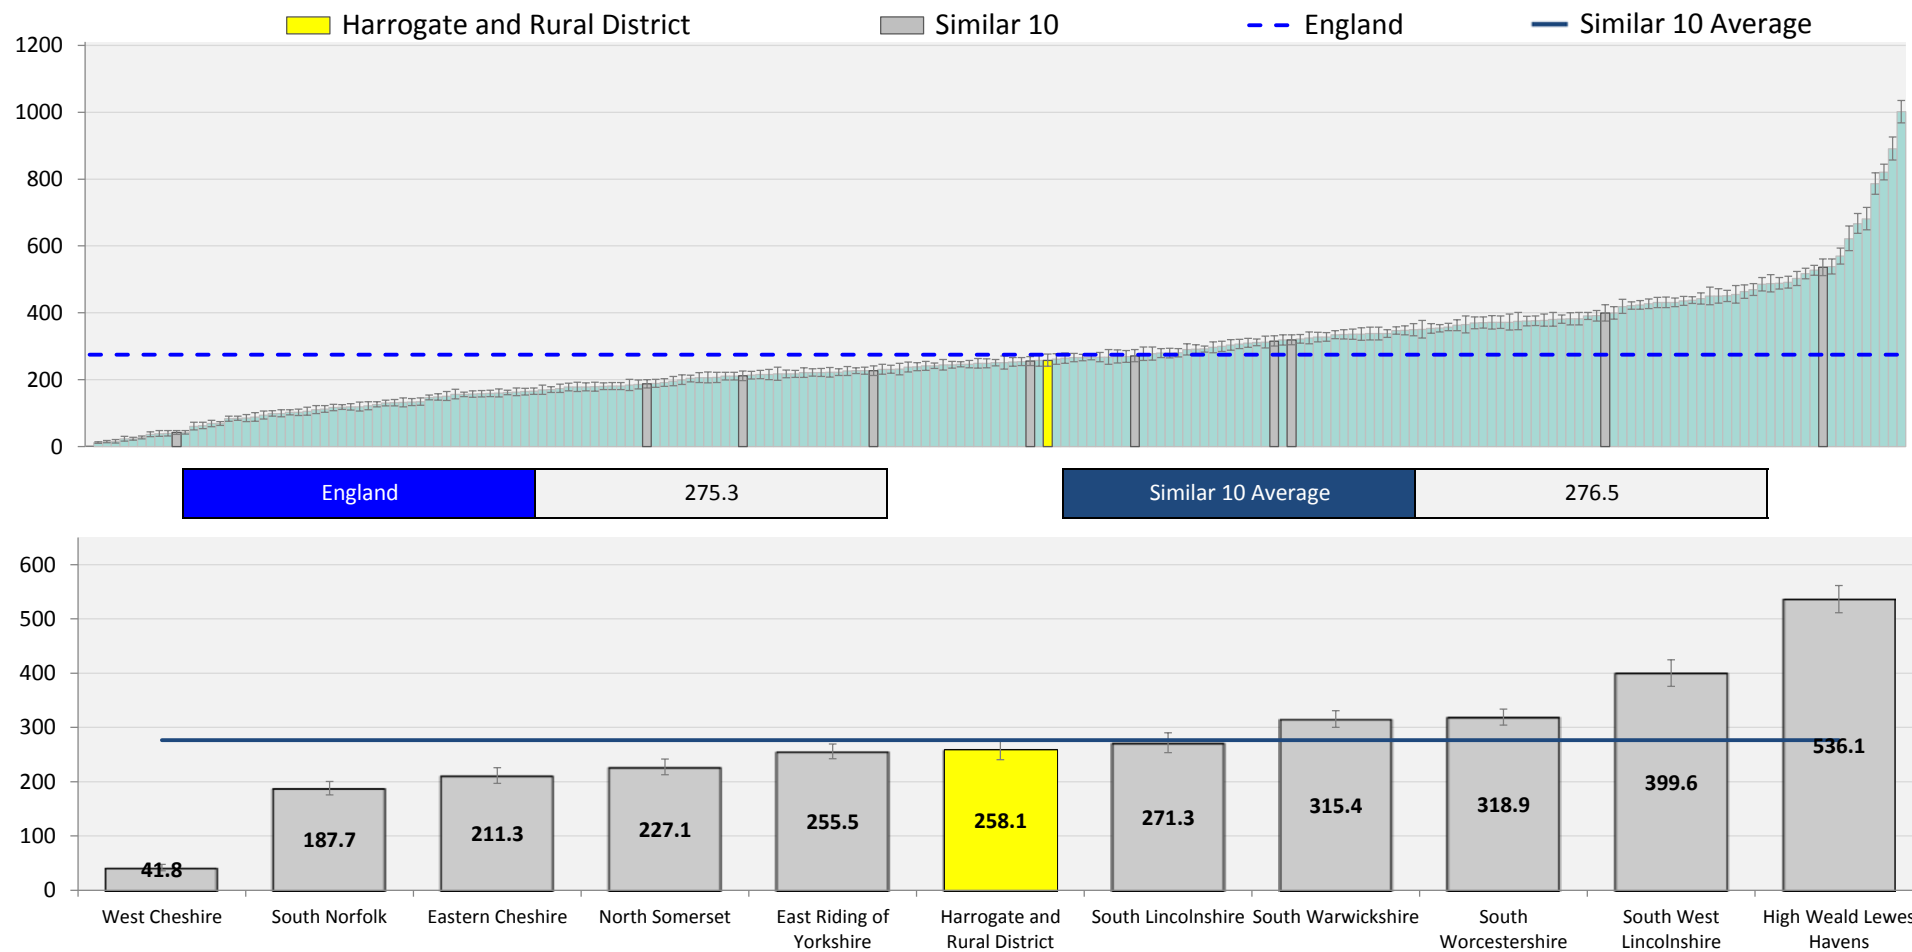 Harrogate and Rural District Similar 10 England Similar 10 Average
1200
1000
800
600
400
200
0
England 275.3 Similar 10 Average 276.5
600
500
400
300
200
100
0
41.8 187.7 211.3 227.1 255.5 258.1 271.3 315.4 318.9 399.6 536.1
West Cheshire South Norfolk Eastern Cheshire North Somerset East Riding of Harrogate and South Lincolnshire South Warwickshire South South West High Weald Lewes
Yorkshire Rural District Worcestershire Lincolnshire Havens